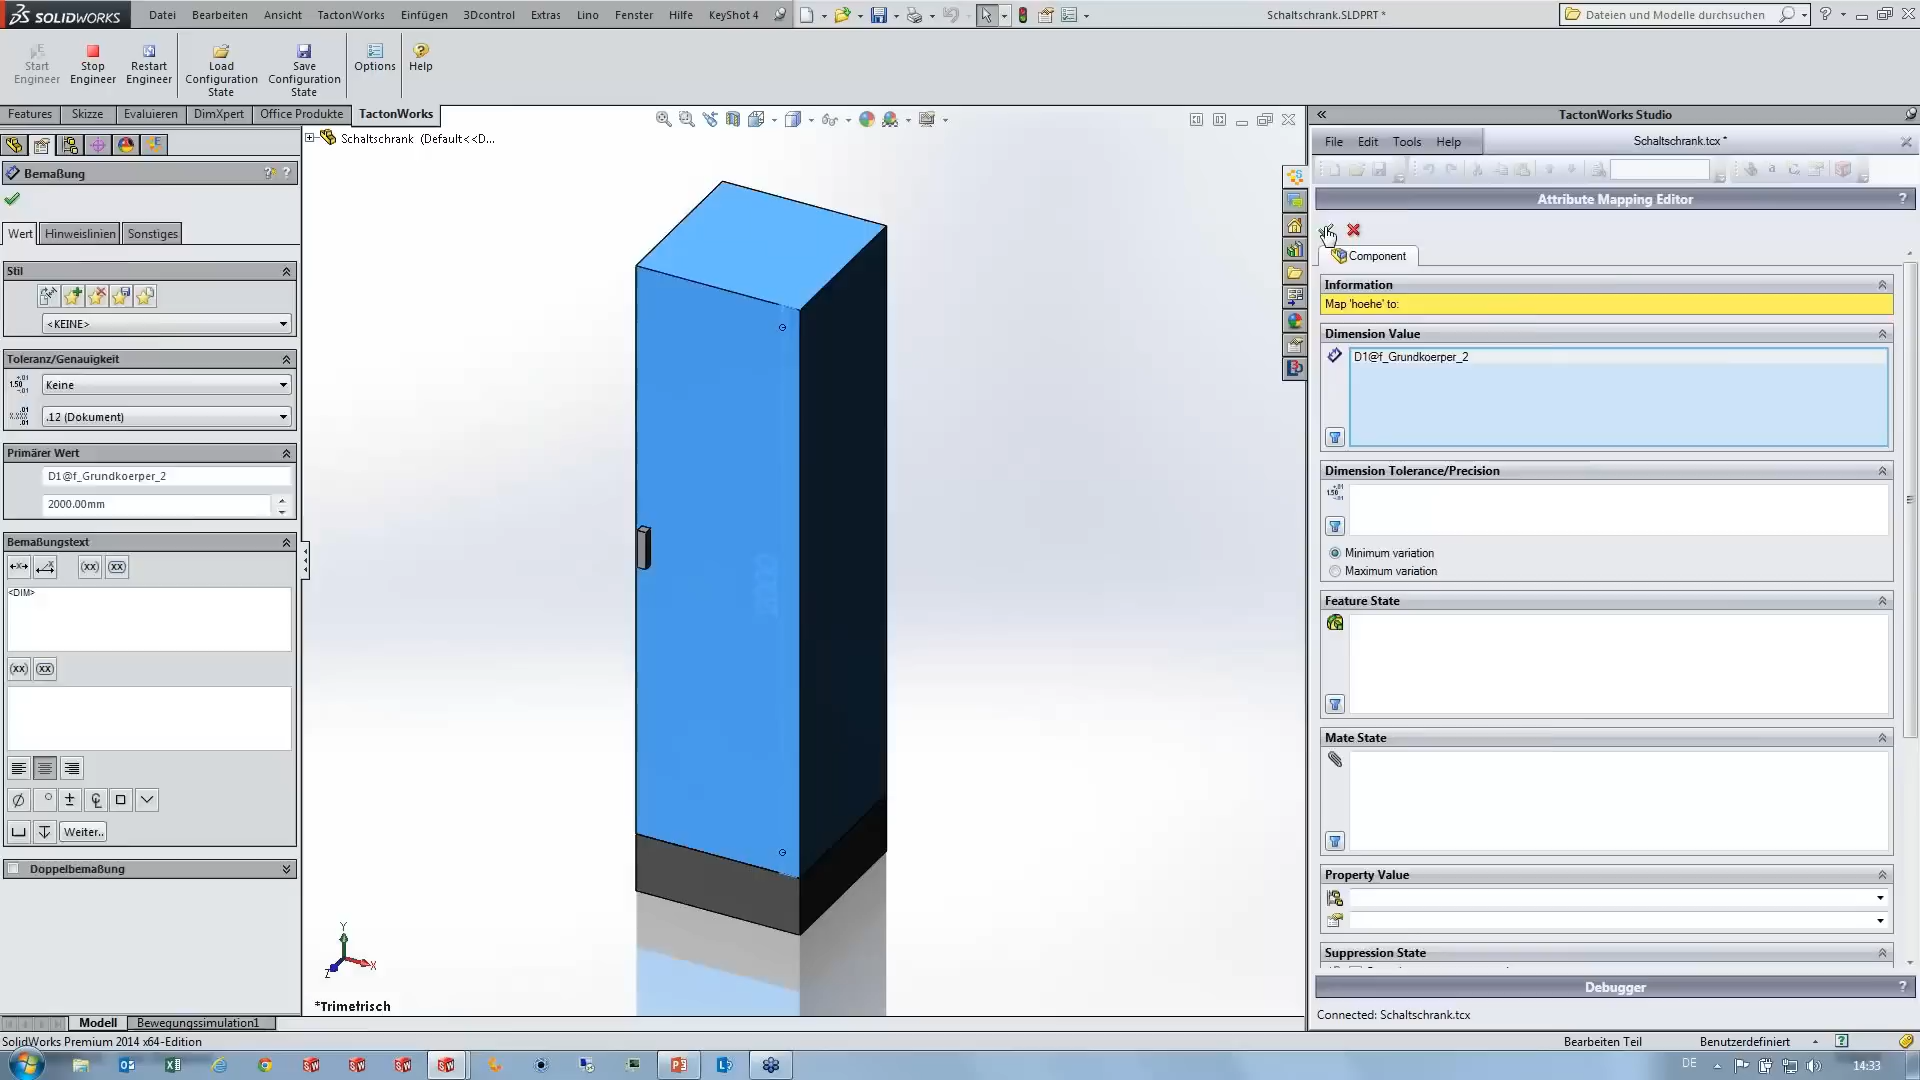 SOLIDWORKS Datei Bearbeiten Ansicht TactonWorks Einfügen 3Dcontrol Extras Lino Fenster Hilfe KeyShot 4 Schaltschrank.SLDPRT * Dateien und Modelle durchsuchen
Start Engineer
Stop Engineer
Restart Engineer
Load Configuration State
Save Configuration State
Options
Help
Features Skizze Evaluieren DimXpert Office Produkte TactonWorks
Schaltschrank (Default<<D...
Bemaßung
Wert Hinweislinien Sonstiges
Stil
<KEINE>
Toleranz/Genauigkeit
Keine
.12 (Dokument)
Primärer Wert
D1@f_Grundkoerper_2
2000.00mm
Bemaßungstext
<DIM>
Weiter..
Doppelbemaßung
2000
Y
X
Z
*Trimetrisch
TactonWorks Studio
File Edit Tools Help Schaltschrank.tcx *
Attribute Mapping Editor
Component
Information
Map 'hoehe' to:
Dimension Value
D1@f_Grundkoerper_2
Dimension Tolerance/Precision
Minimum variation
Maximum variation
Feature State
Mate State
Property Value
Suppression State
Debugger
Connected: Schaltschrank.tcx
Modell Bewegungssimulation1
SolidWorks Premium 2014 x64-Edition Bearbeiten Teil Benutzerdefiniert
DE 14:33